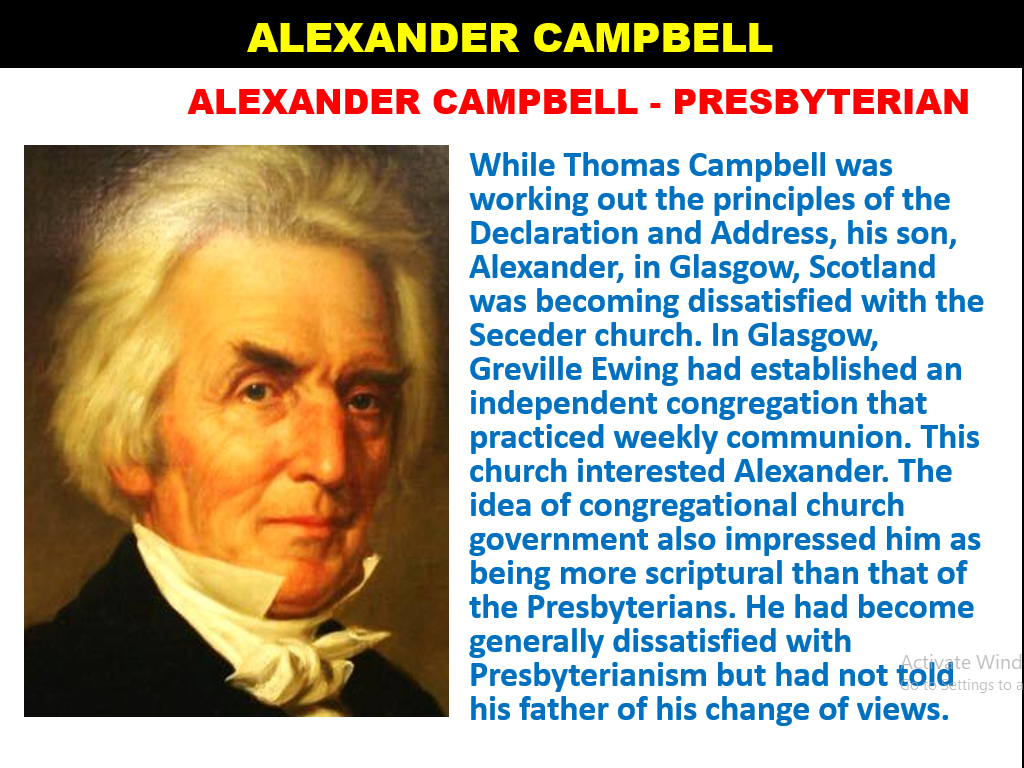 ALEXANDER CAMPBELL
ALEXANDER CAMPBELL - PRESBYTERIAN
While Thomas Campbell was
working out the principles of the
Declaration and Address, his son,
Alexander, in Glasgow, Scotland
was becoming dissatisfied with the
Seceder church. In Glasgow,
Greville Ewing had established an
independent congregation that
practiced weekly communion. This
church interested Alexander. The
idea of congregational church
government also impressed him as
being more scriptural than that of
the Presbyterians. He had become
generally dissatisfied with
Presbyterianism but had not told
his father of his change of views.
Activate Wind
Go to Settings to a